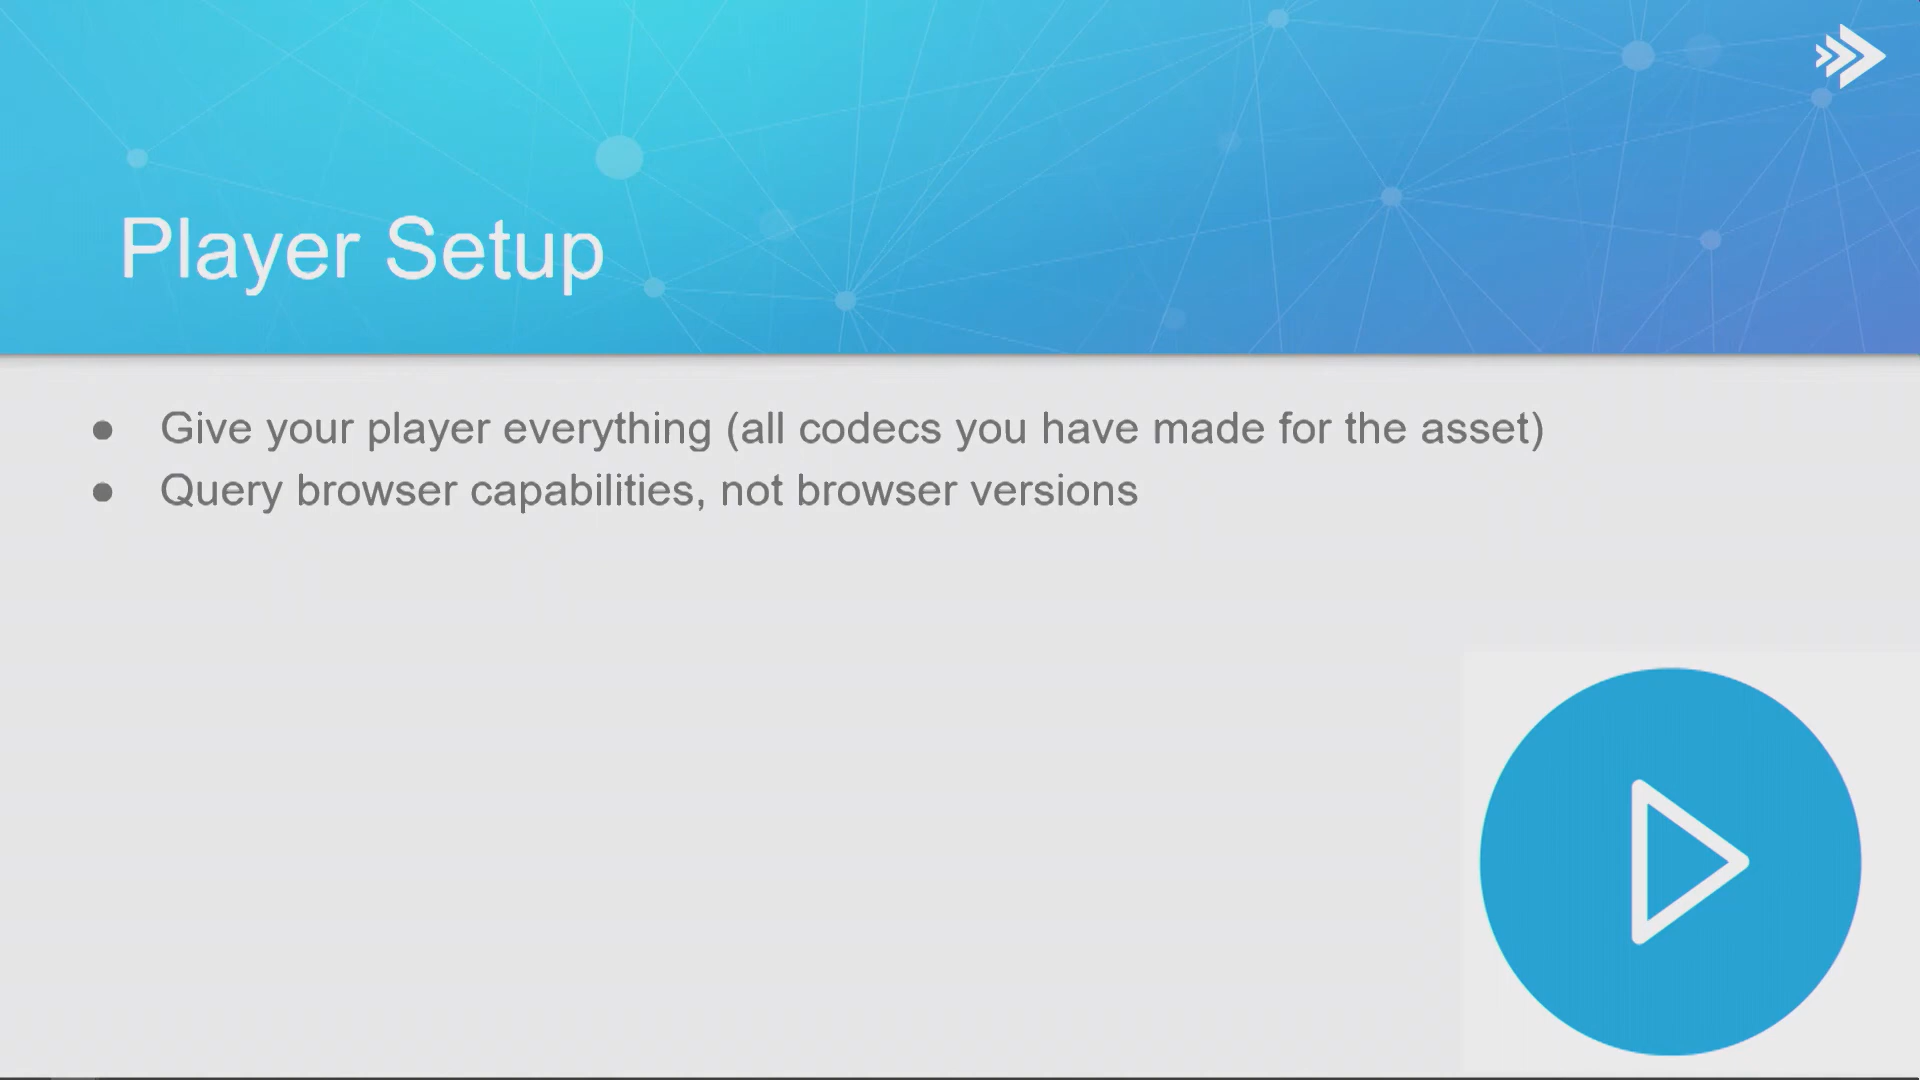 Player Setup
● Give your player everything (all codecs you have made for the asset)
● Query browser capabilities, not browser versions